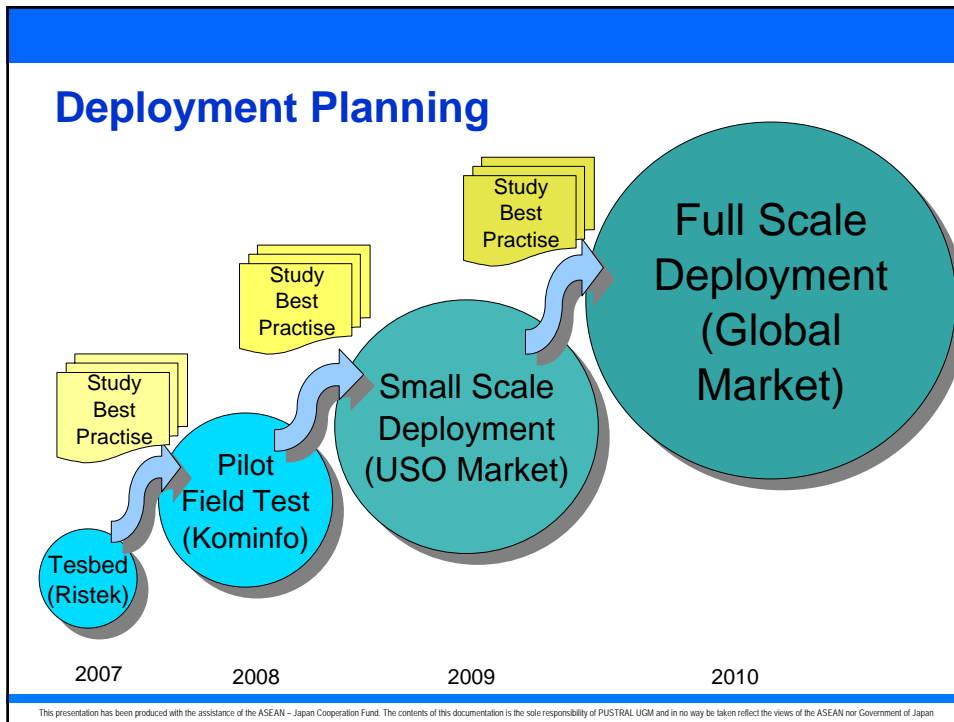 Deployment Planning
Study
Best
Practise
Study
Best
Practise
Study
Best
Practise
Tesbed
(Ristek)
Pilot
Field Test
(Kominfo)
Small Scale
Deployment
(USO Market)
Full Scale
Deployment
(Global
Market)
2007
2008
2009
2010
This presentation has been produced with the assistance of the ASEAN – Japan Cooperation Fund. The contents of this documentation is the sole responsibility of PUSTRAL UGM and in no way be taken reflect the views of the ASEAN nor Government of Japan